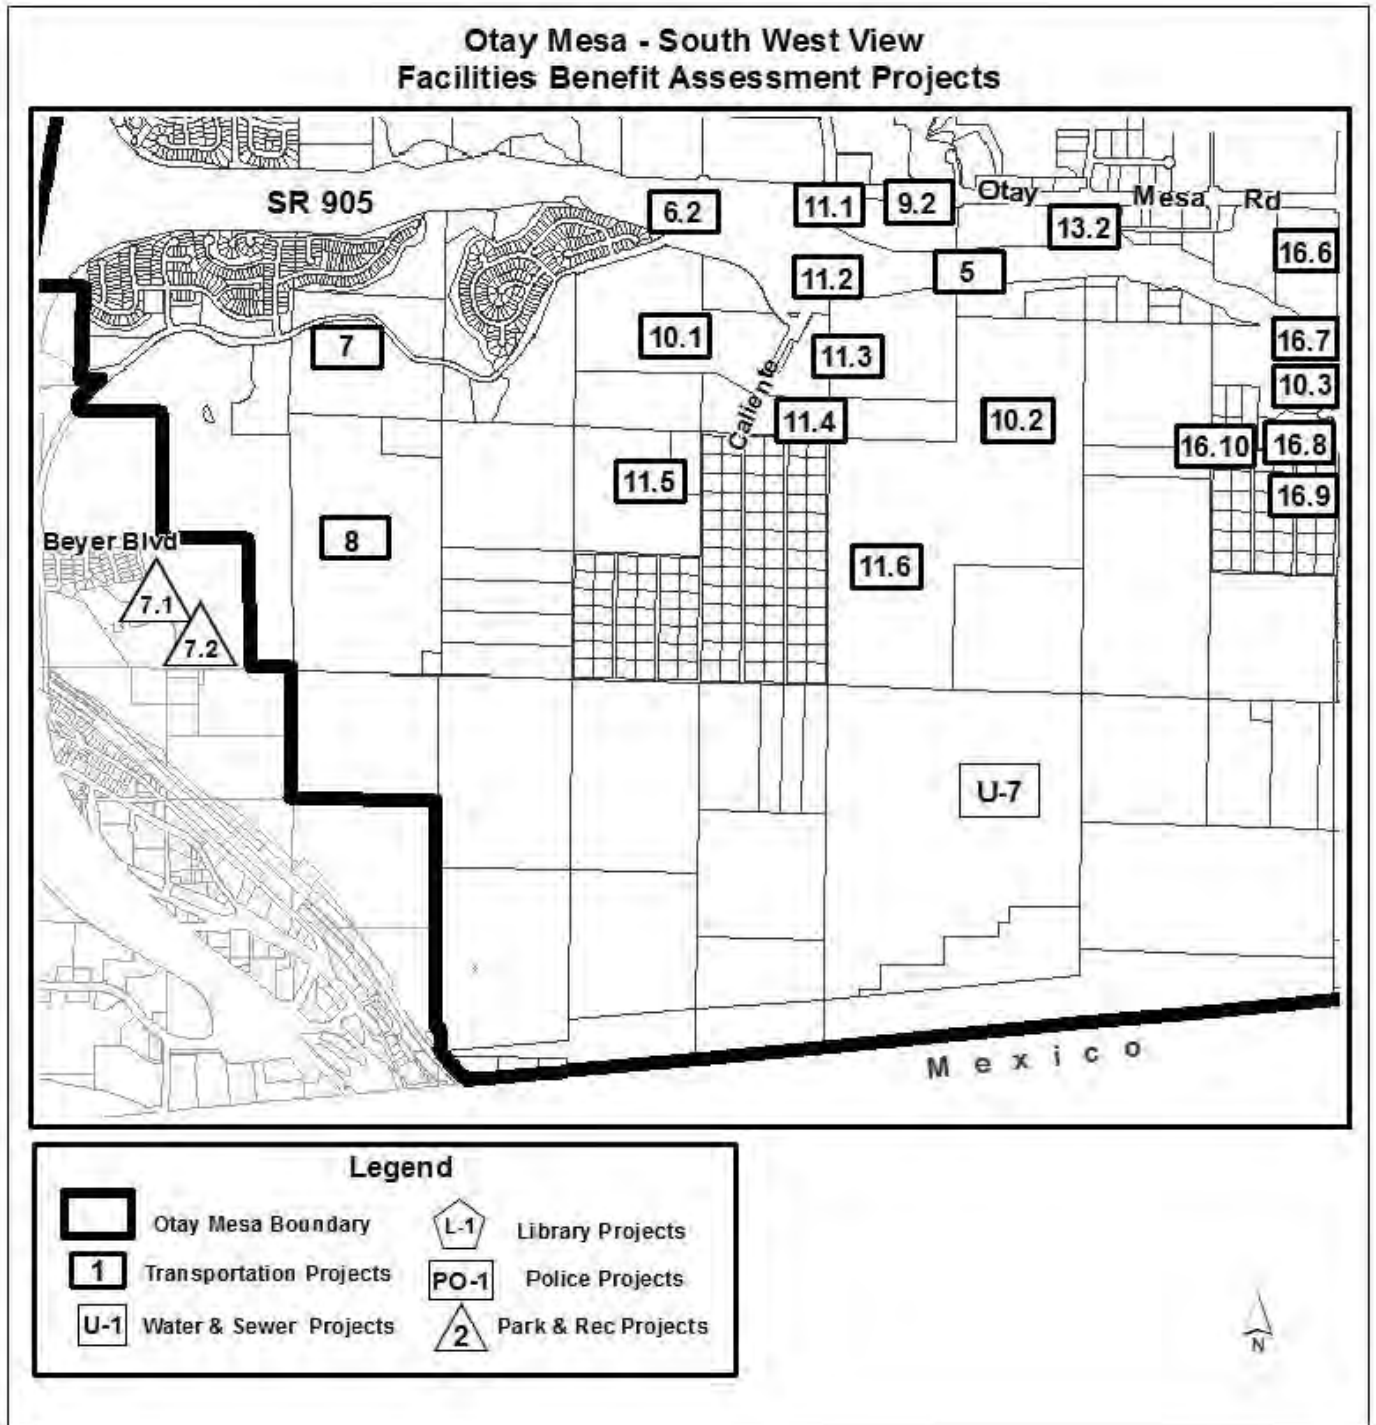 Otay Mesa - South West View
Facilities Benefit Assessment Projects
SR 905
6.2
11.1
9.2
Otay Mesa Rd
13.2
16.6
11.2
5
7
10.1
11.3
16.7
10.3
Caliente
11.4
10.2
16.10
16.8
11.5
16.9
8
Beyer Blvd
11.6
7.1
7.2
U-7
Mexico
Legend
Otay Mesa Boundary
L-1
Library Projects
1
Transportation Projects
PO-1
Police Projects
U-1
Water & Sewer Projects
2
Park & Rec Projects
N